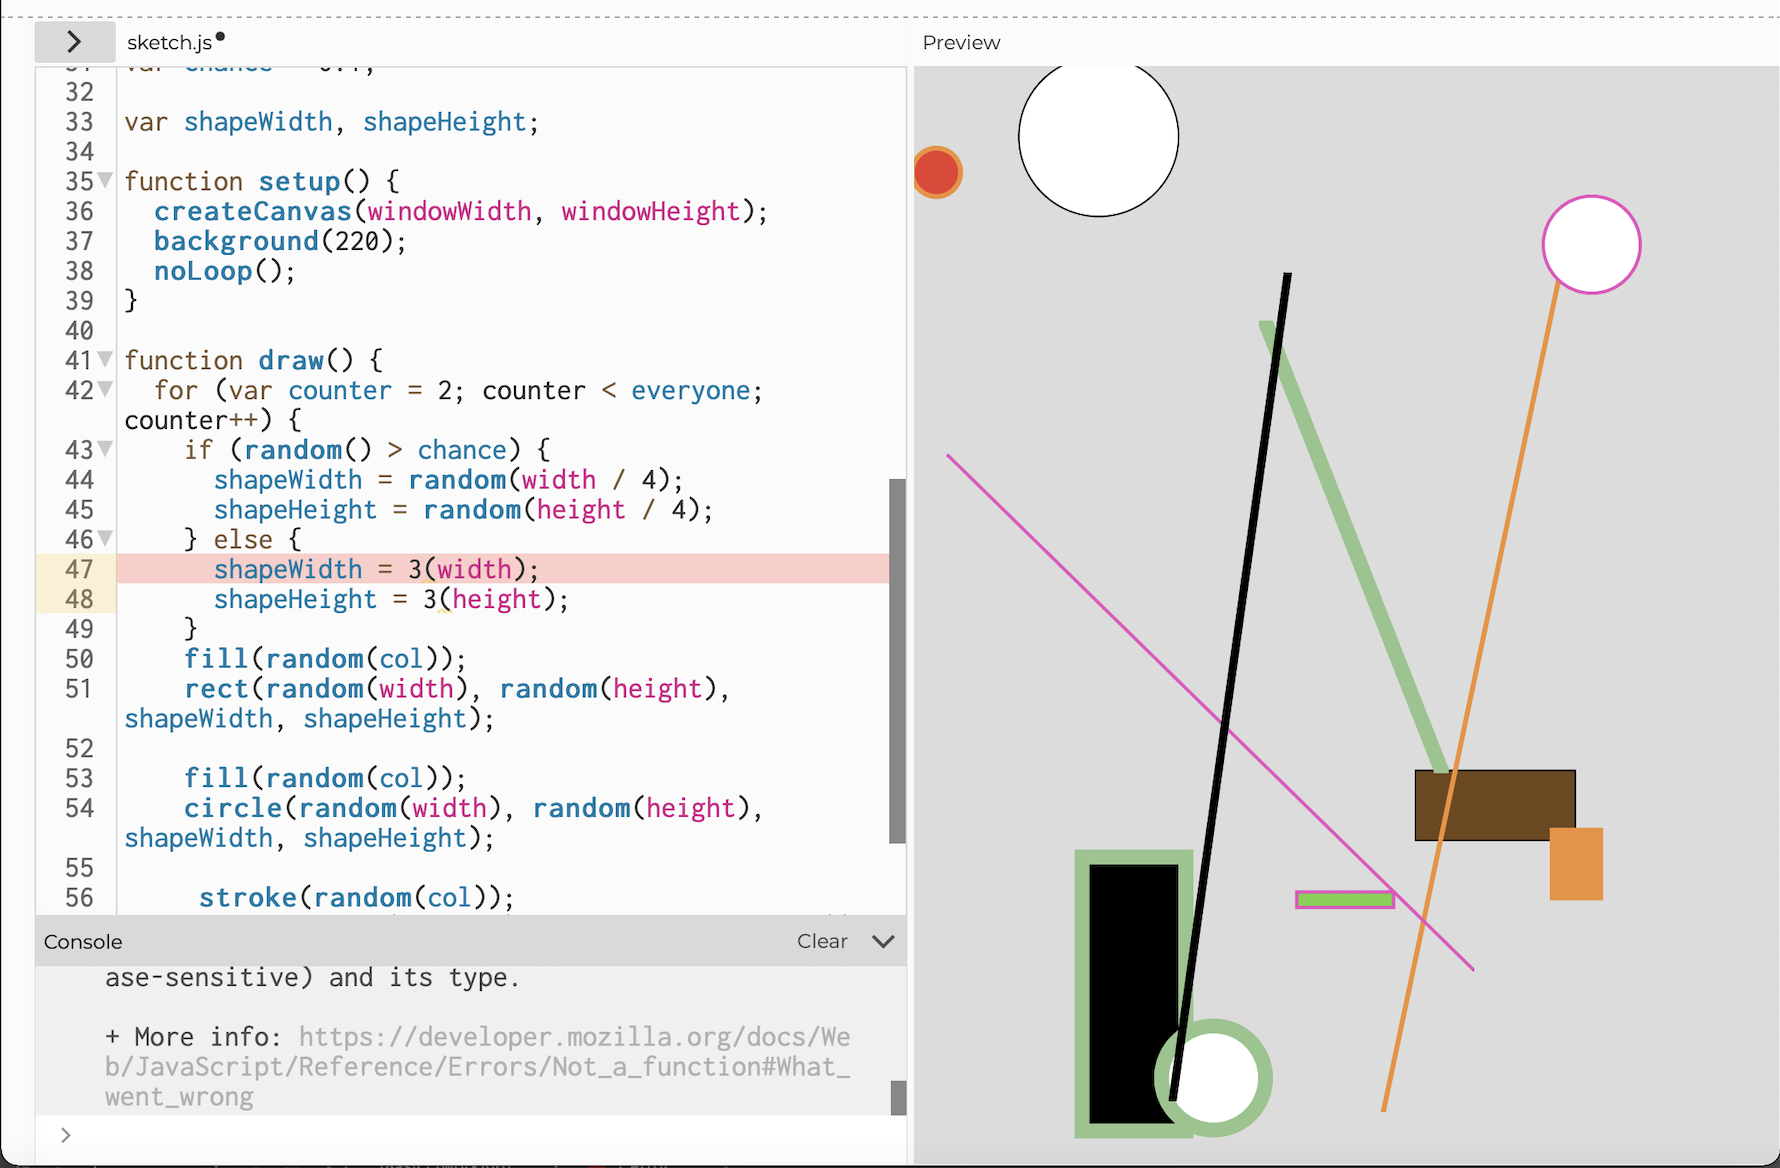 sketch.js
Preview
32
33 var shapeWidth, shapeHeight;
34
35 function setup() {
36 createCanvas(windowWidth, windowHeight);
37 background(220);
38 noLoop();
39 }
40
41 function draw() {
42 for (var counter = 2; counter < everyone;
counter++) {
43 if (random() > chance) {
44 shapeWidth = random(width / 4);
45 shapeHeight = random(height / 4);
46 } else {
47 shapeWidth = 3(width);
48 shapeHeight = 3(height);
49 }
50 fill(random(col));
51 rect(random(width), random(height),
shapeWidth, shapeHeight);
52
53 fill(random(col));
54 circle(random(width), random(height),
shapeWidth, shapeHeight);
55
56 stroke(random(col));
Console
Clear
ase-sensitive) and its type.
+ More info: https://developer.mozilla.org/docs/We
b/JavaScript/Reference/Errors/Not_a_function#What_
went_wrong
>